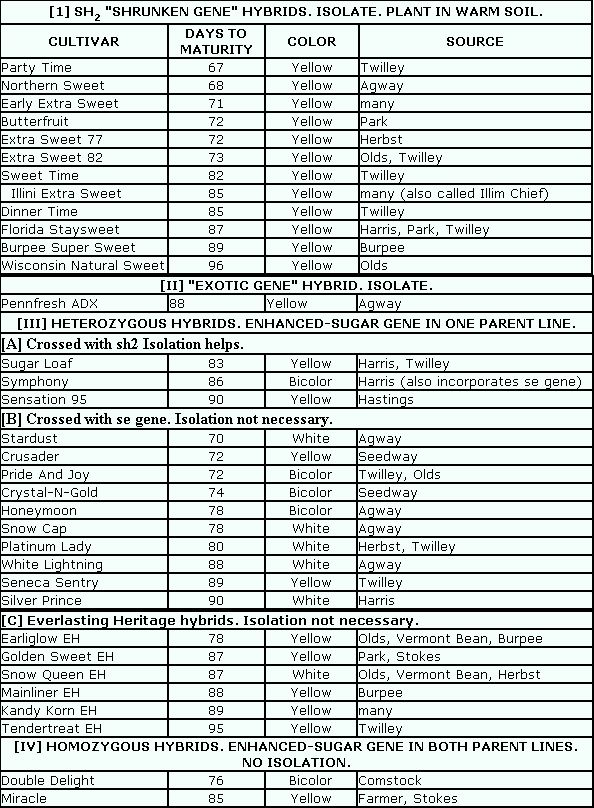 [1] SH2 "SHRUNKEN GENE" HYBRIDS. ISOLATE. PLANT IN WARM SOIL.
CULTIVAR DAYS TO MATURITY COLOR SOURCE
Party Time 67 Yellow Twilley
Northern Sweet 68 Yellow Agway
Early Extra Sweet 71 Yellow many
Butterfruit 72 Yellow Park
Extra Sweet 77 72 Yellow Herbst
Extra Sweet 82 73 Yellow Olds, Twilley
Sweet Time 82 Yellow Twilley
Illini Extra Sweet 85 Yellow many (also called Illim Chief)
Dinner Time 85 Yellow Twilley
Florida Staysweet 87 Yellow Harris, Park, Twilley
Burpee Super Sweet 89 Yellow Burpee
Wisconsin Natural Sweet 96 Yellow Olds
[II] "EXOTIC GENE" HYBRID. ISOLATE.
Pennfresh ADX 88 Yellow Agway
[III] HETEROZYGOUS HYBRIDS. ENHANCED-SUGAR GENE IN ONE PARENT LINE.
[A] Crossed with sh2 Isolation helps.
Sugar Loaf 83 Yellow Harris, Twilley
Symphony 86 Bicolor Harris (also incorporates se gene)
Sensation 95 90 Yellow Hastings
[B] Crossed with se gene. Isolation not necessary.
Stardust 70 White Agway
Crusader 72 Yellow Seedway
Pride And Joy 72 Bicolor Twilley, Olds
Crystal-N-Gold 74 Bicolor Seedway
Honeymoon 78 Bicolor Agway
Snow Cap 78 White Agway
Platinum Lady 80 White Herbst, Twilley
White Lightning 88 White Agway
Seneca Sentry 89 Yellow Twilley
Silver Prince 90 White Harris
[C] Everlasting Heritage hybrids. Isolation not necessary.
Earliglow EH 78 Yellow Olds, Vermont Bean, Burpee
Golden Sweet EH 87 Yellow Park, Stokes
Snow Queen EH 87 White Olds, Vermont Bean, Herbst
Mainliner EH 88 Yellow Burpee
Kandy Korn EH 89 Yellow many
Tendertreat EH 95 Yellow Twilley
[IV] HOMOZYGOUS HYBRIDS. ENHANCED-SUGAR GENE IN BOTH PARENT LINES.
NO ISOLATION.
Double Delight 76 Bicolor Comstock
Miracle 85 Yellow Farmer, Stokes